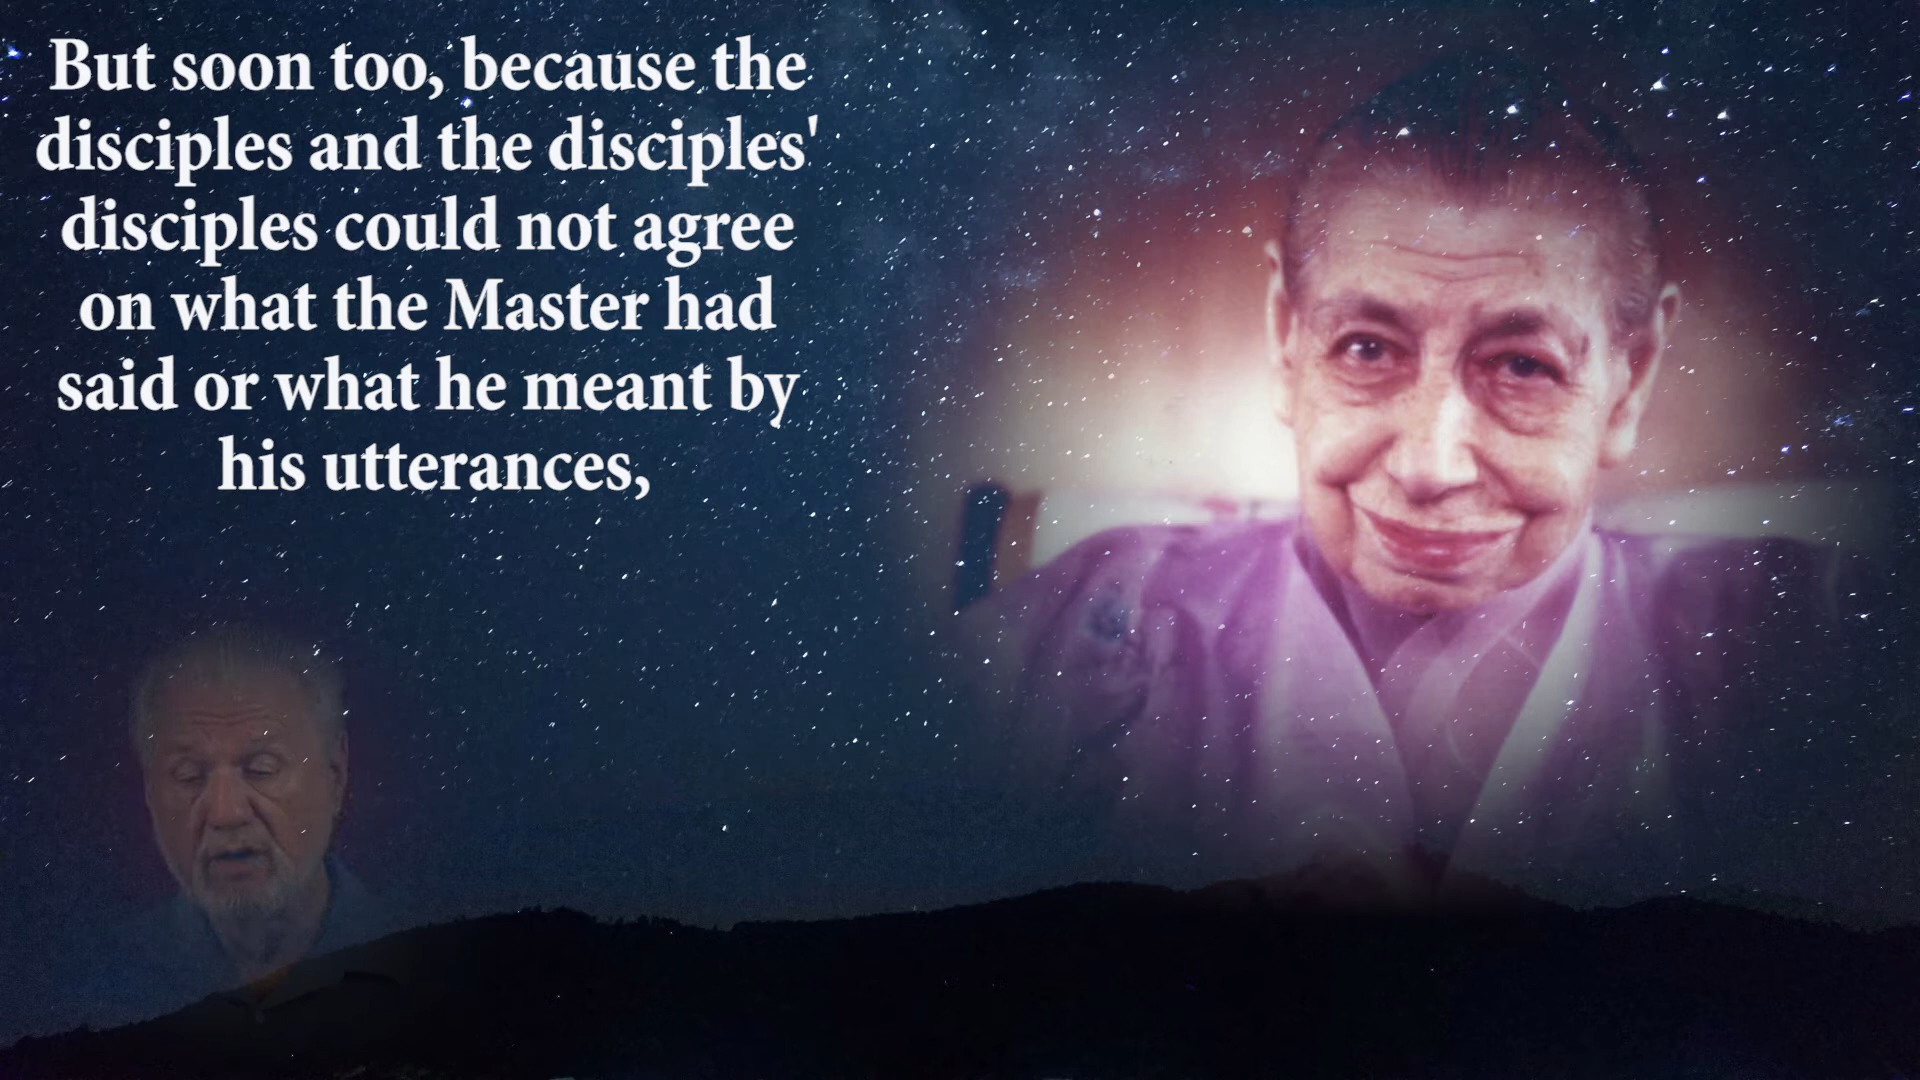 But soon too, because the
disciples and the disciples'
disciples could not agree
on what the Master had
said or what he meant by
his utterances,